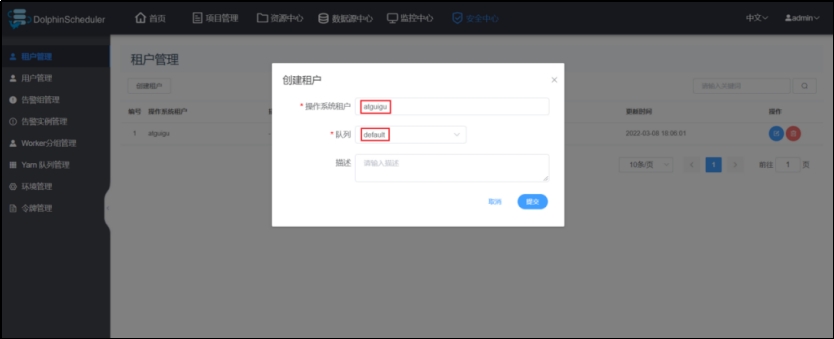 DolphinScheduler 首页 项目管理 资源中心 数据源中心 监控中心 安全中心 中文 admin
租户管理
用户管理
告警组管理
告警实例管理
Worker分组管理
Yarn 队列管理
环境管理
令牌管理
租户管理
创建租户 请输入关键词
编号 操作系统租户 更新时间 操作
1 atguigu 2022-03-08 16:06:01
10条/页 1 前往 1 页
创建租户
* 操作系统租户 atguigu
* 队列 default
描述 请输入描述
取消 提交